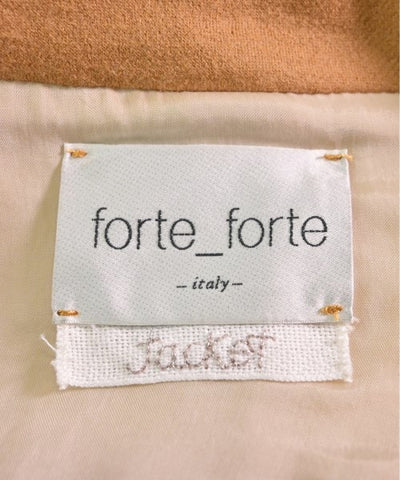 forte_forte
– italy –
JacKeT